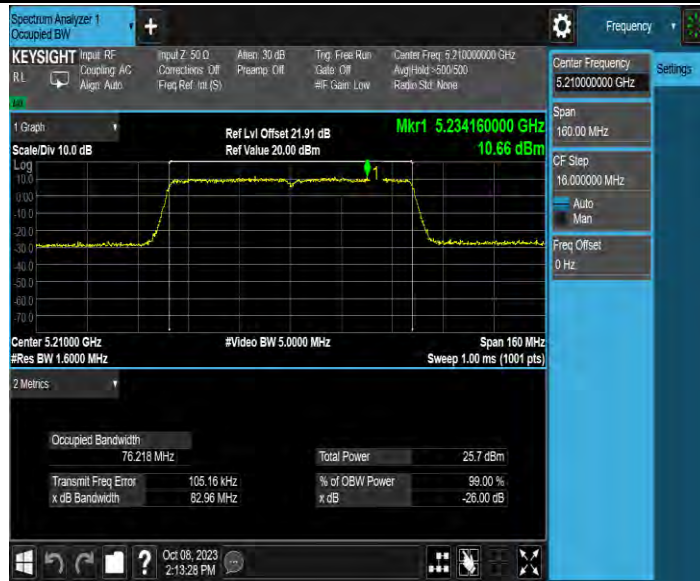 Spectrum Analyzer 1
Occupied BW
+
Frequency
KEYSIGHT
Input: RF
Coupling: AC
Align: Auto
Input Z: 50 Ω
Corrections: Off
Freq Ref: Int (S)
Atten: 30 dB
Preamp: Off
Trig: Free Run
Gate: Off
#IF Gain: Low
Center Freq: 5.210000000 GHz
Avg|Hold:>500/500
Radio Std: None
RL
Center Frequency
5.210000000 GHz
Settings
Span
160.00 MHz
CF Step
16.000000 MHz
Auto
Man
Freq Offset
0 Hz
1 Graph
Scale/Div 10.0 dB
Ref Lvl Offset 21.91 dB
Ref Value 20.00 dBm
Mkr1 5.234160000 GHz
10.66 dBm
Log
10.0
0.00
-10.0
-20.0
-30.0
-40.0
-50.0
-60.0
-70.0
1
Center 5.21000 GHz
#Video BW 5.0000 MHz
Span 160 MHz
#Res BW 1.6000 MHz
Sweep 1.00 ms (1001 pts)
2 Metrics
Occupied Bandwidth
76.218 MHz
Total Power 25.7 dBm
Transmit Freq Error 105.16 kHz
% of OBW Power 99.00 %
x dB Bandwidth 82.96 MHz
x dB -26.00 dB
?
Oct 08, 2023
2:13:28 PM